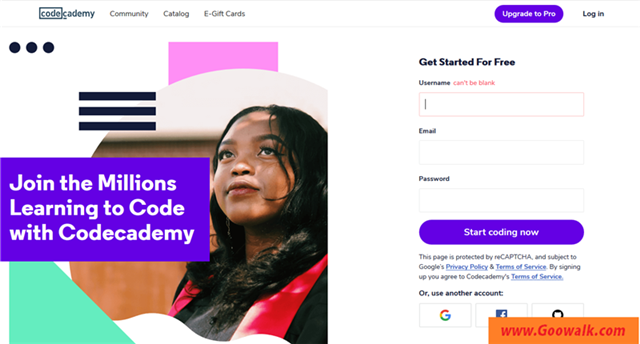 codecademy
Community
Catalog
E-Gift Cards
Upgrade to Pro
Log in
Join the Millions
Learning to Code
with Codecademy
Get Started For Free
Username can't be blank
Email
Password
Start coding now
This page is protected by reCAPTCHA, and subject to
Google's Privacy Policy & Terms of Service. By signing
up you agree to Codecademy's Terms of Service.
Or, use another account:
www.Goowalk.com